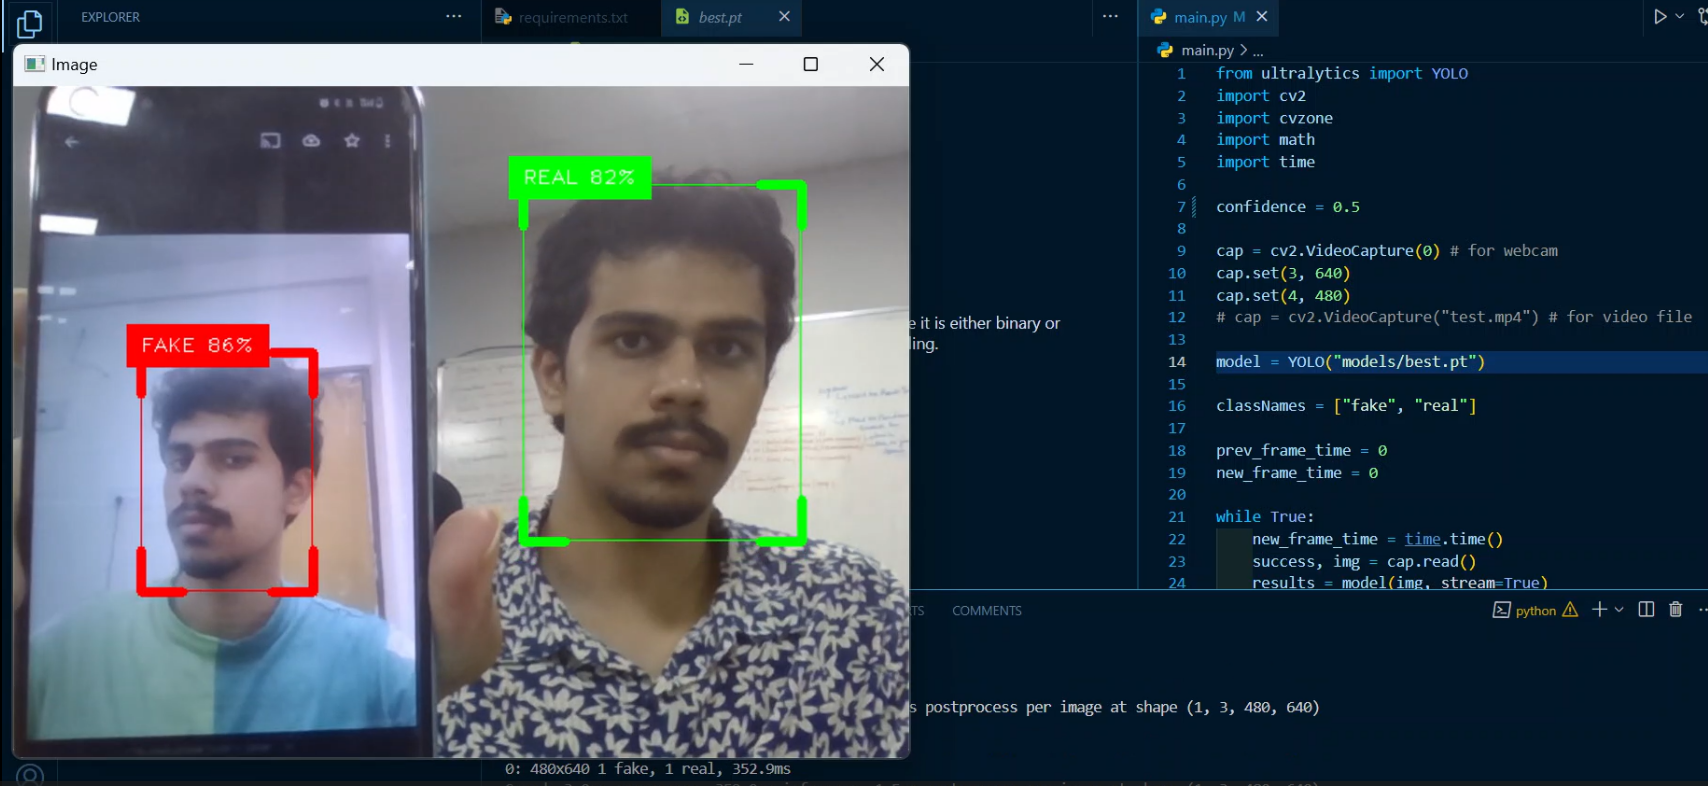 EXPLORER
requirements.txt
best.pt
main.py M
Image
main.py > ...
REAL 82%
FAKE 86%
e it is either binary or
ling.
1 from ultralytics import YOLO
2 import cv2
3 import cvzone
4 import math
5 import time
6
7 confidence = 0.5
8
9 cap = cv2.VideoCapture(0) # for webcam
10 cap.set(3, 640)
11 cap.set(4, 480)
12 # cap = cv2.VideoCapture("test.mp4") # for video file
13
14 model = YOLO("models/best.pt")
15
16 classNames = ["fake", "real"]
17
18 prev_frame_time = 0
19 new_frame_time = 0
20
21 while True:
22 new_frame_time = time.time()
23 success, img = cap.read()
24 results = model(img, stream=True)
TS COMMENTS
python
s postprocess per image at shape (1, 3, 480, 640)
0: 480x640 1 fake, 1 real, 352.9ms